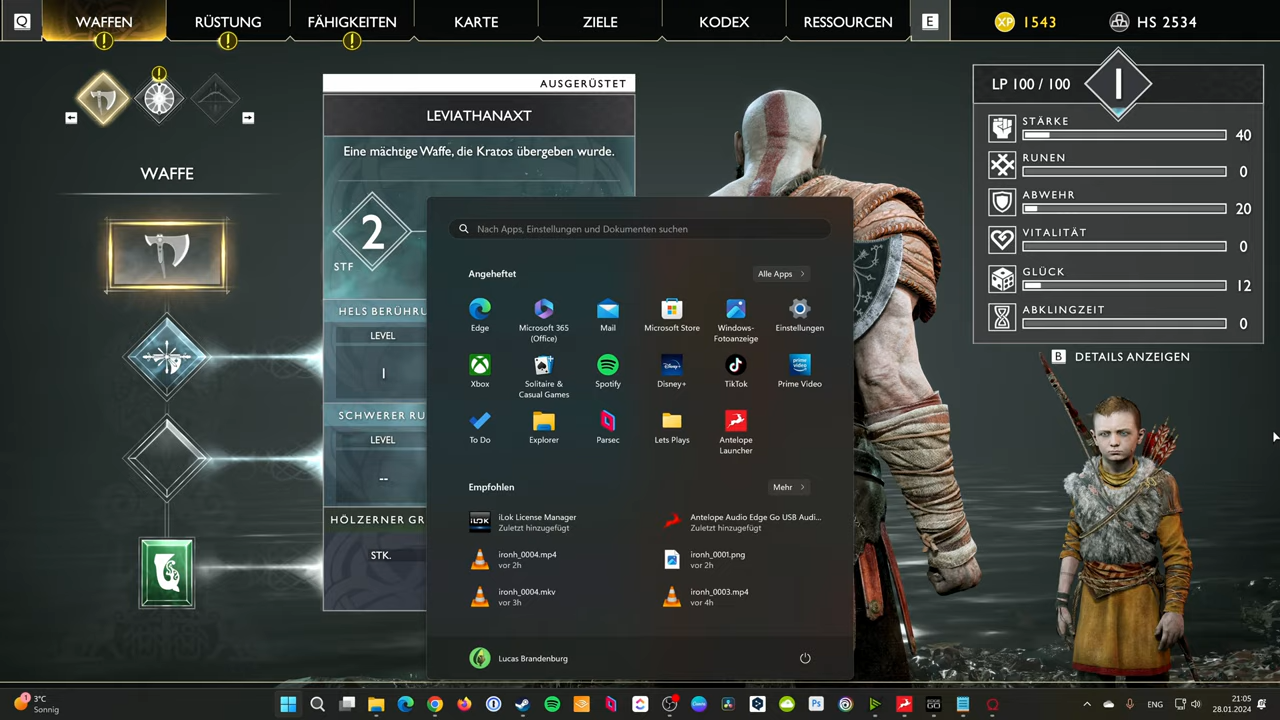 Q
WAFFEN
RÜSTUNG
FÄHIGKEITEN
KARTE
ZIELE
KODEX
RESSOURCEN
E
XP 1543
HS 2534
AUSGERÜSTET
LEVIATHANAXT
Eine mächtige Waffe, die Kratos übergeben wurde.
WAFFE
2
STF
HELS BERÜHRU
LEVEL
I
SCHWERER RU
LEVEL
--
HÖLZERNER GR
STK.
LP 100 / 100
1
STÄRKE
40
RUNEN
0
ABWEHR
20
VITALITÄT
0
GLÜCK
12
ABKLINGZEIT
0
B DETAILS ANZEIGEN
Nach Apps, Einstellungen und Dokumenten suchen
Angeheftet
Alle Apps
Edge
Microsoft 365
(Office)
Mail
Microsoft Store
Windows-
Fotoanzeige
Einstellungen
Xbox
Solitaire &
Casual Games
Spotify
Disney+
TikTok
Prime Video
To Do
Explorer
Parsec
Lets Plays
Antelope
Launcher
Empfohlen
Mehr
iLok License Manager
Zuletzt hinzugefügt
Antelope Audio Edge Go USB Audi...
Zuletzt hinzugefügt
ironh_0004.mp4
vor 2h
ironh_0001.png
vor 2h
ironh_0004.mkv
vor 3h
ironh_0003.mp4
vor 4h
Lucas Brandenburg
3°C
Sonnig
ENG
21:05
28.01.2024